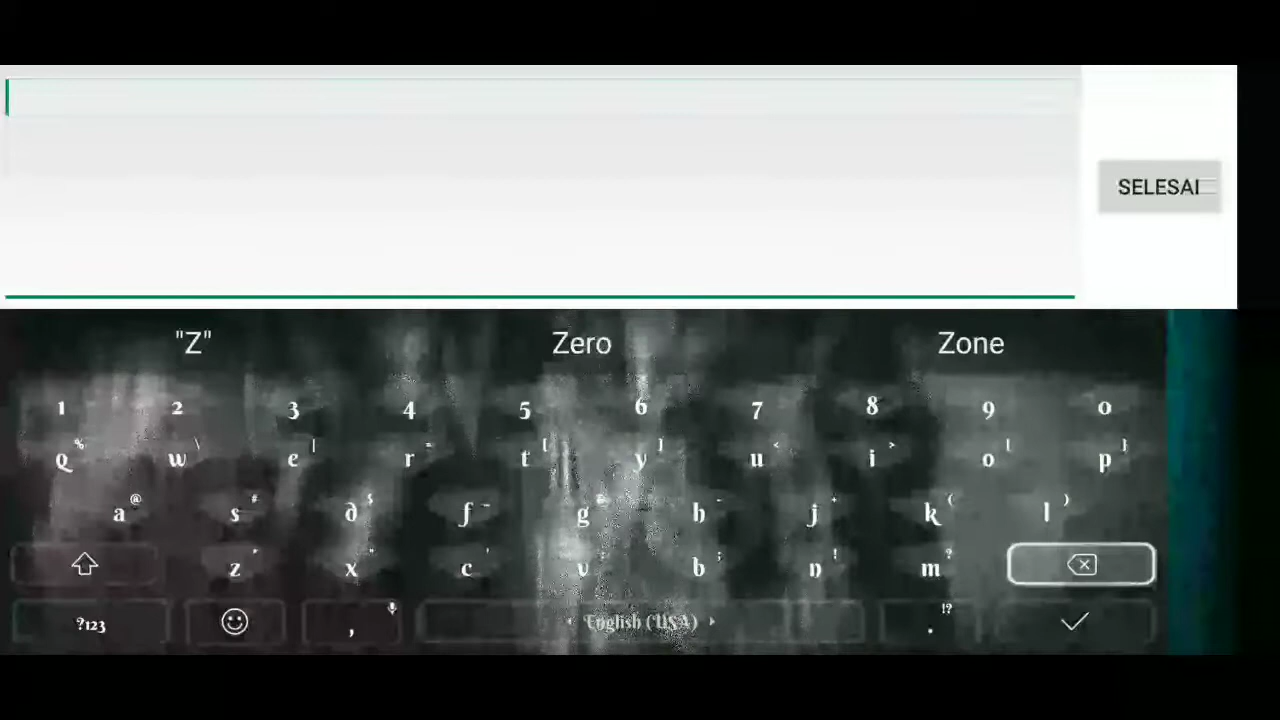 SELESAI
"Z" Zero Zone
1 2 3 4 5 6 7 8 9 0
% \ | = [ ] < > { }
q w e r t y u i o p
@ # $ - & - + ( )
a s d f g h j k l
* " ' : ; ! ?
z x c v b n m
?123 , English (USA) . !?